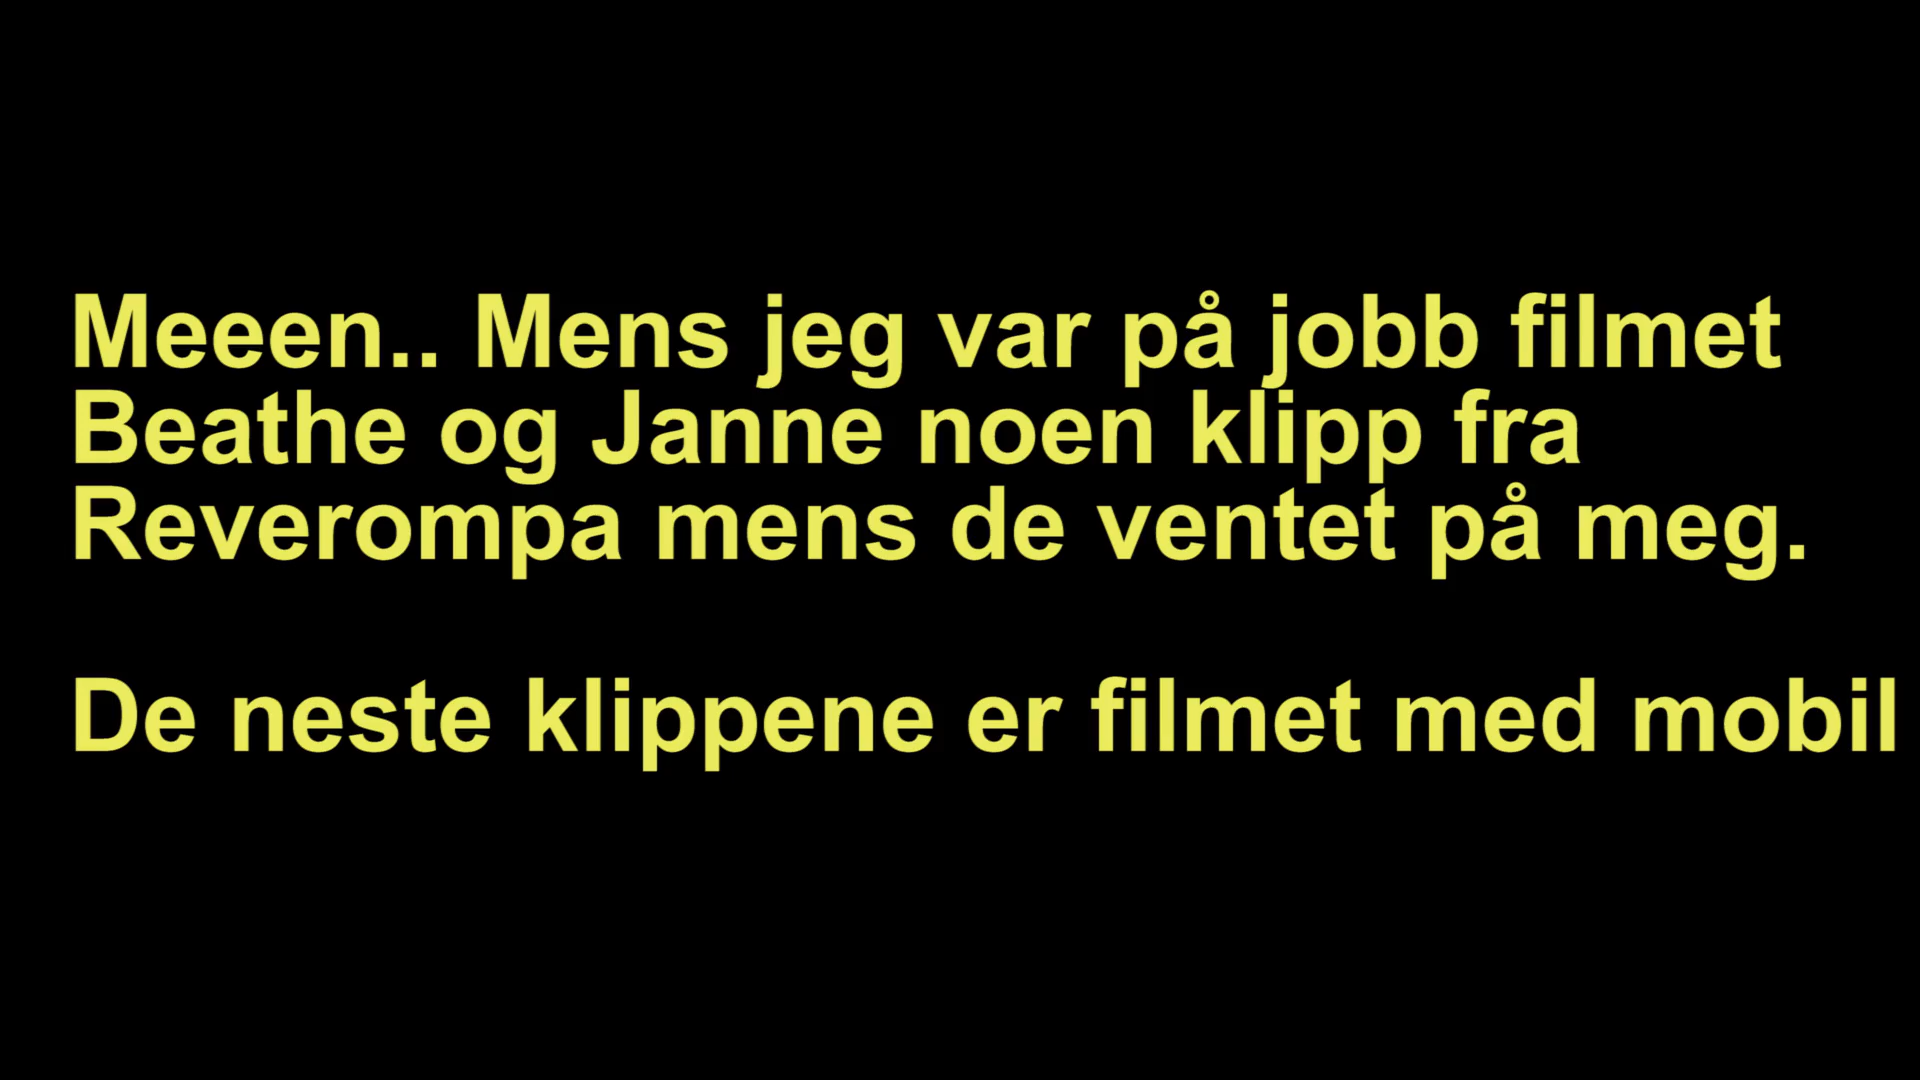 Meeen.. Mens jeg var på jobb filmet
Beathe og Janne noen klipp fra
Reverompa mens de ventet på meg.
De neste klippene er filmet med mobil